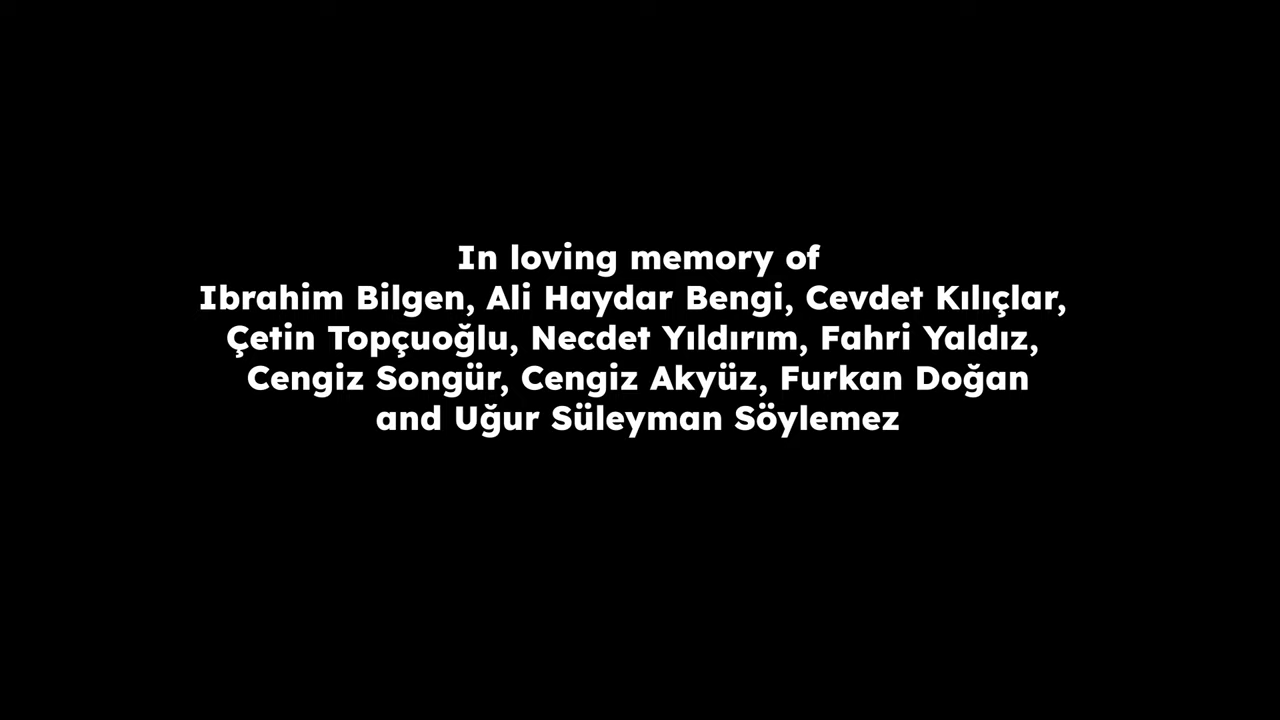 In loving memory of
Ibrahim Bilgen, Ali Haydar Bengi, Cevdet Kılıçlar,
Çetin Topçuoğlu, Necdet Yıldırım, Fahri Yaldız,
Cengiz Songür, Cengiz Akyüz, Furkan Doğan
and Uğur Süleyman Söylemez